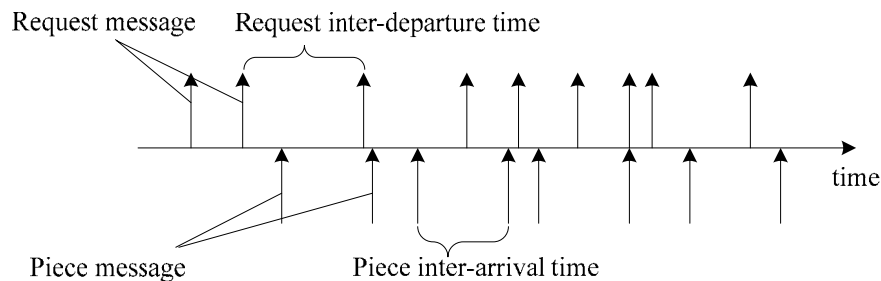 Request message
Request inter-departure time
time
Piece message
Piece inter-arrival time